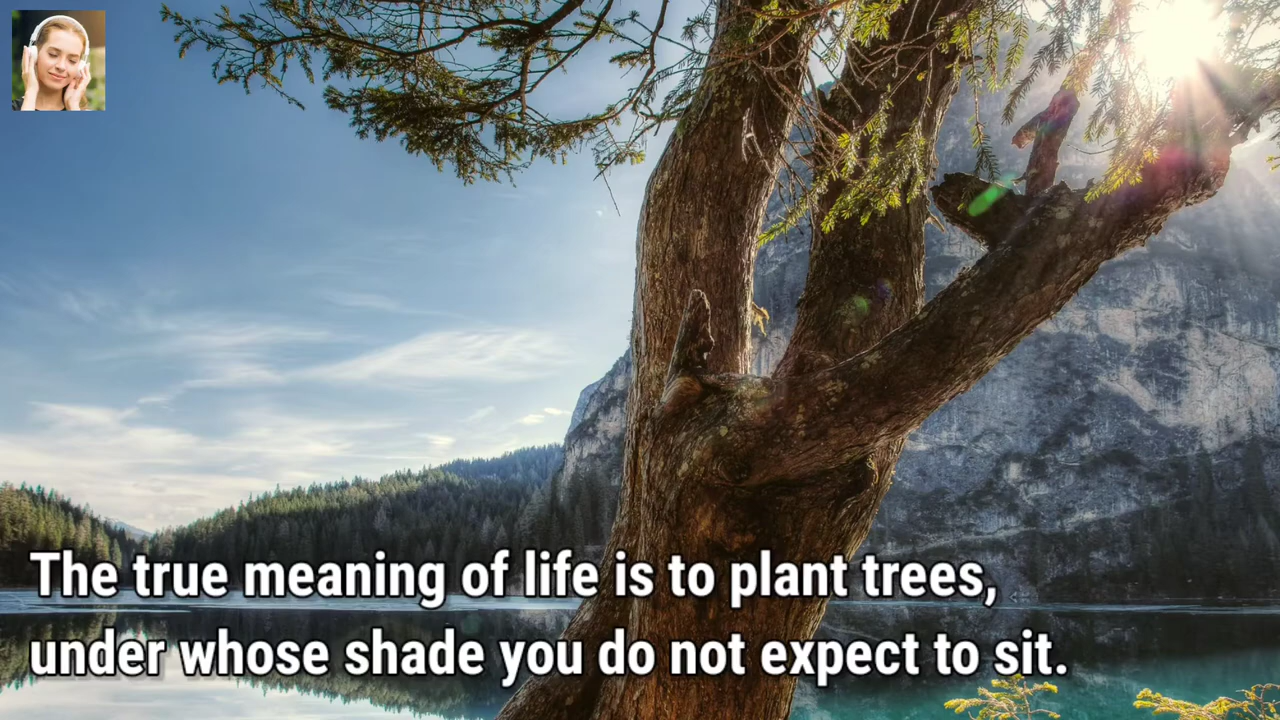 The true meaning of life is to plant trees,
under whose shade you do not expect to sit.